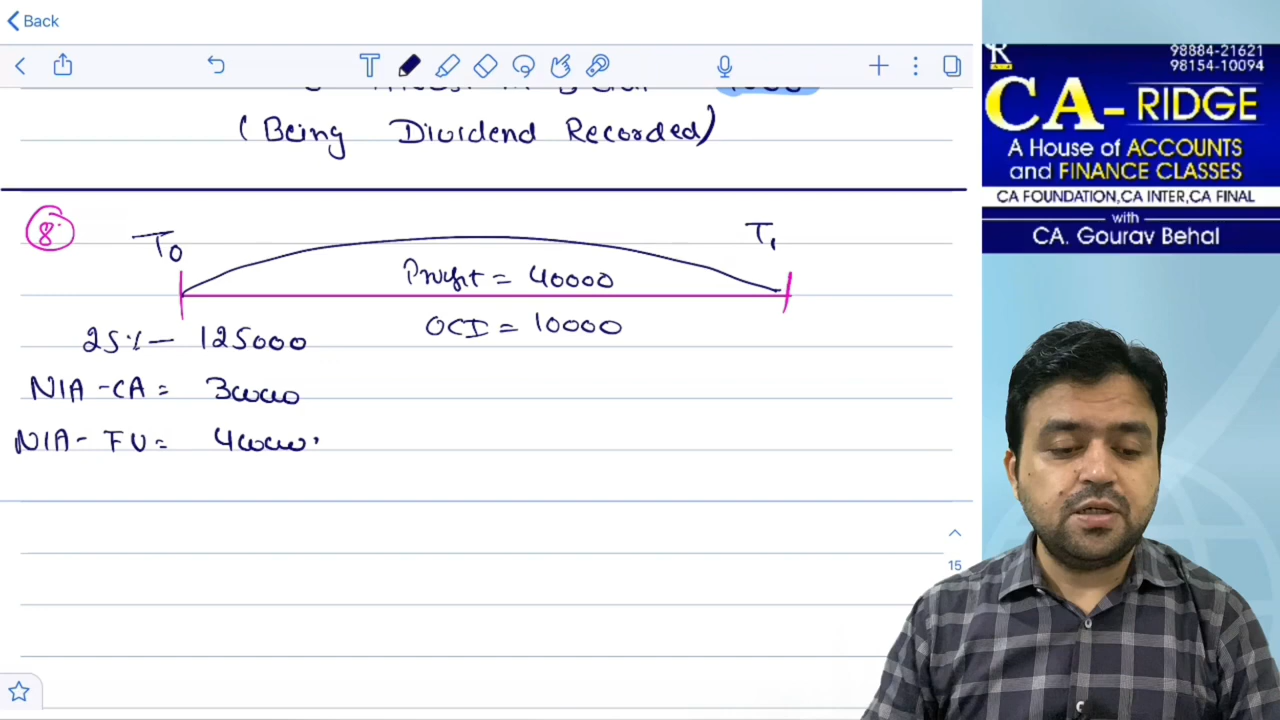 Back
(Being Dividend Recorded)
8.
T0 T1
Profit = 40000
OCI = 10000
25% - 125000
NIA - CA = 300000
NIA - FV = 400000
15
98884-21621
98154-10094
CA- RIDGE
A House of ACCOUNTS
and FINANCE CLASSES
CA FOUNDATION,CA INTER,CA FINAL
with
CA. Gourav Behal